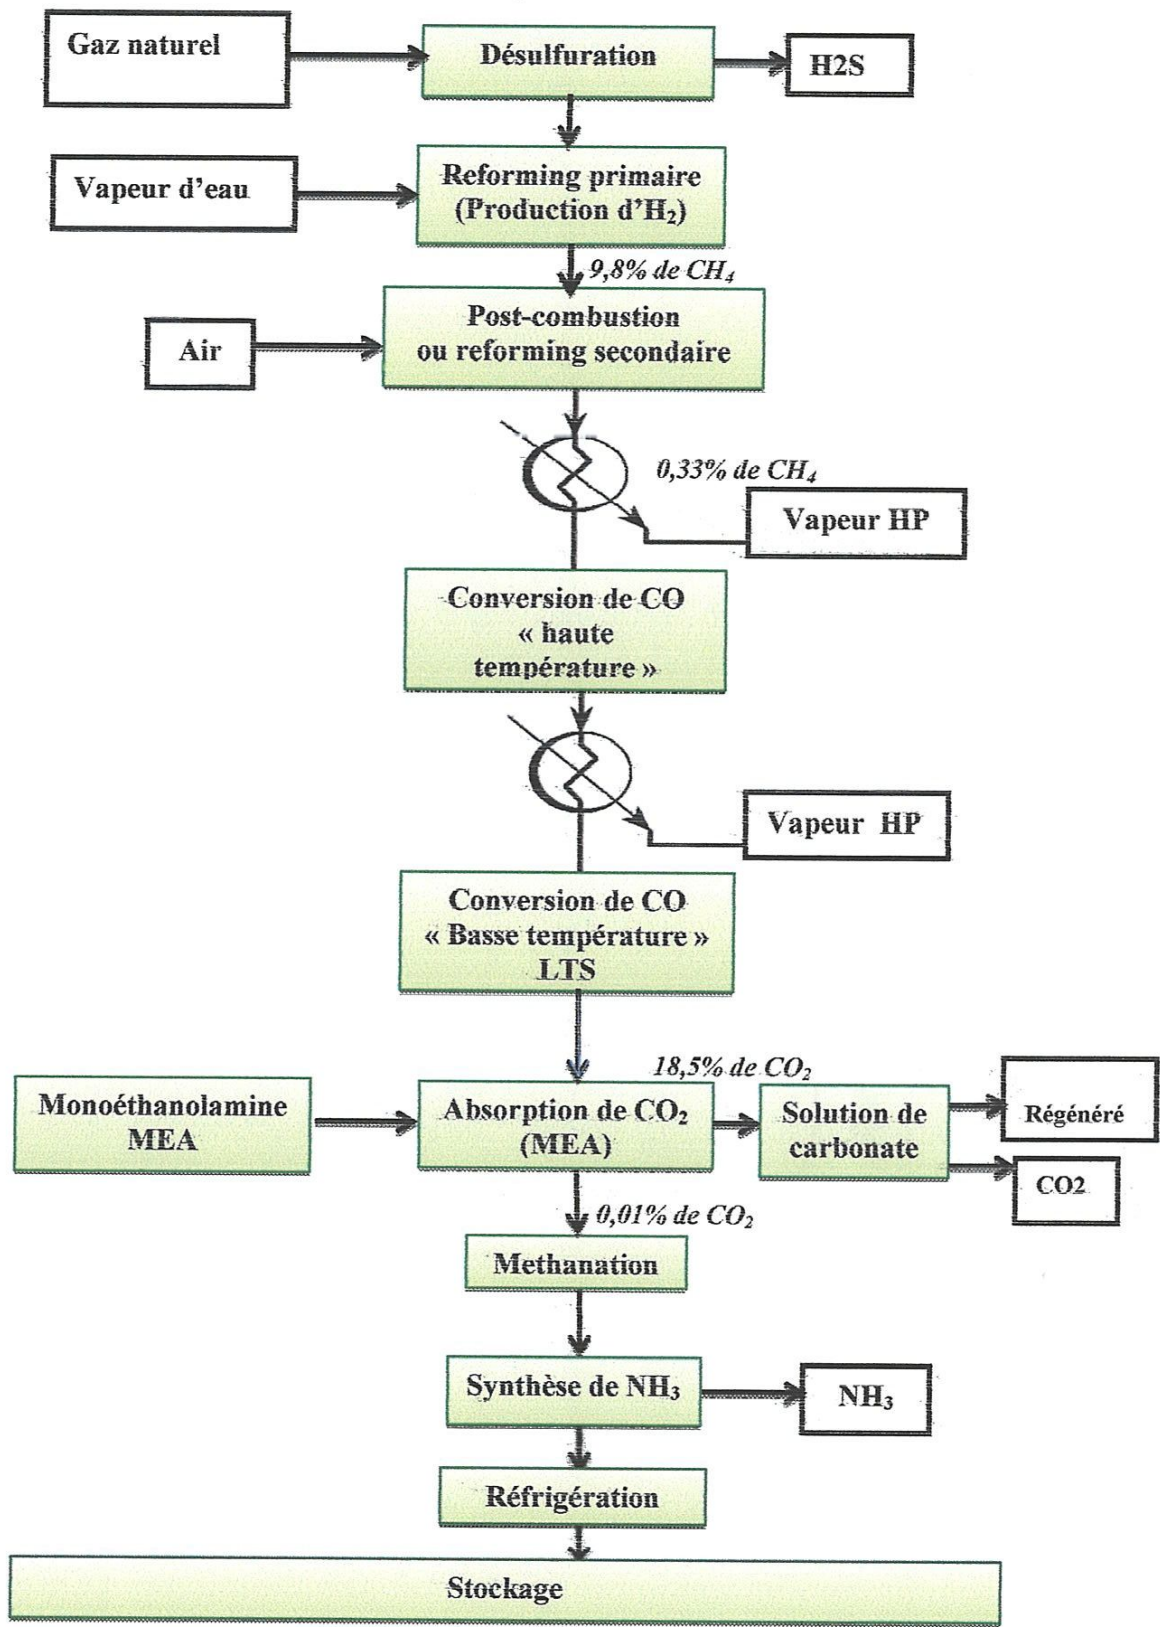 Gaz naturel
Désulfuration
H2S
Vapeur d'eau
Reforming primaire
(Production d'H₂)
9,8% de CH₄
Air
Post-combustion
ou reforming secondaire
0,33% de CH₄
Vapeur HP
Conversion de CO
« haute
température »
Vapeur HP
Conversion de CO
« Basse température »
LTS
18,5% de CO₂
Monoéthanolamine
MEA
Absorption de CO₂
(MEA)
Solution de
carbonate
Régénéré
CO2
0,01% de CO₂
Methanation
Synthèse de NH₃
NH₃
Réfrigération
Stockage